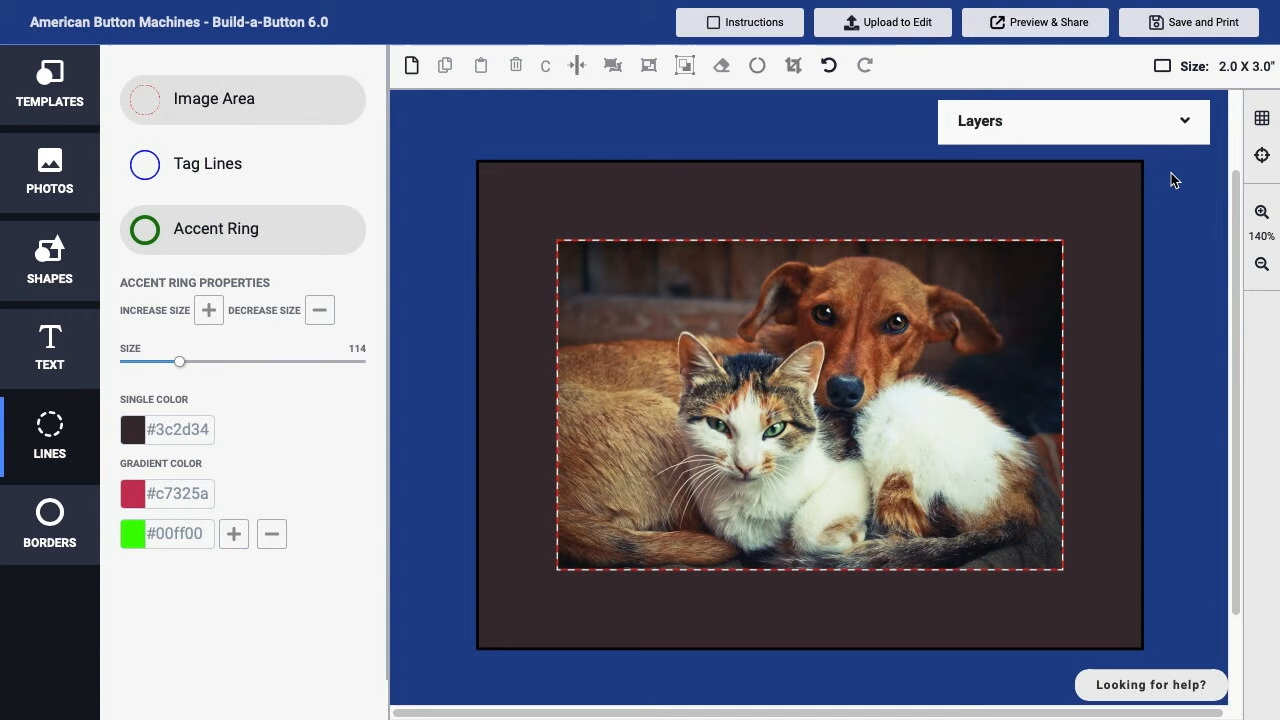 American Button Machines - Build-a-Button 6.0
Instructions
Upload to Edit
Preview & Share
Save and Print
C
Size: 2.0 X 3.0"
TEMPLATES
PHOTOS
SHAPES
TEXT
LINES
BORDERS
Image Area
Tag Lines
Accent Ring
ACCENT RING PROPERTIES
INCREASE SIZE
DECREASE SIZE
SIZE
114
SINGLE COLOR
#3c2d34
GRADIENT COLOR
#c7325a
#00ff00
Layers
140%
Looking for help?